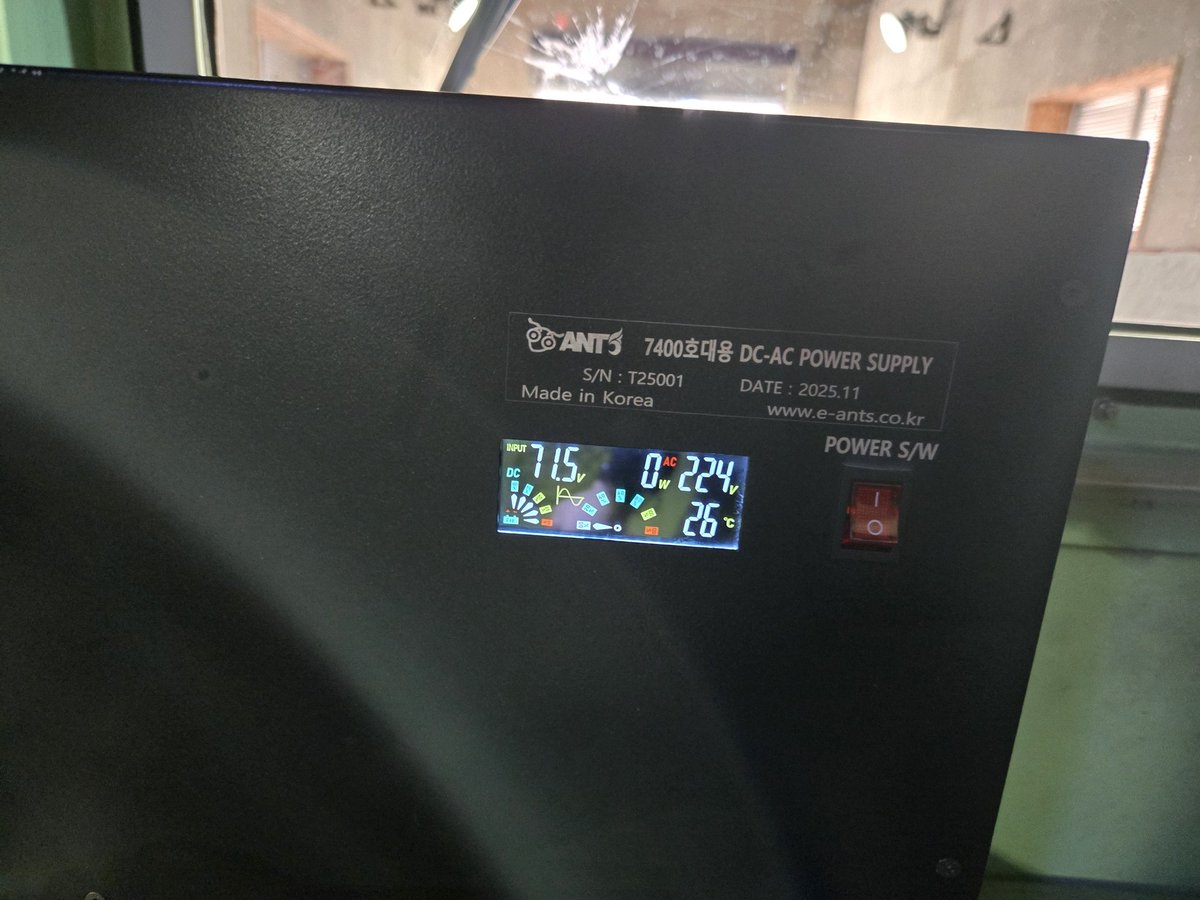 ANTS 7400호대용 DC-AC POWER SUPPLY
S/N : T25001 DATE : 2025.11
Made in Korea www.e-ants.co.kr
POWER S/W
INPUT DC 71.5V 0W AC 224V
26°C
I
O